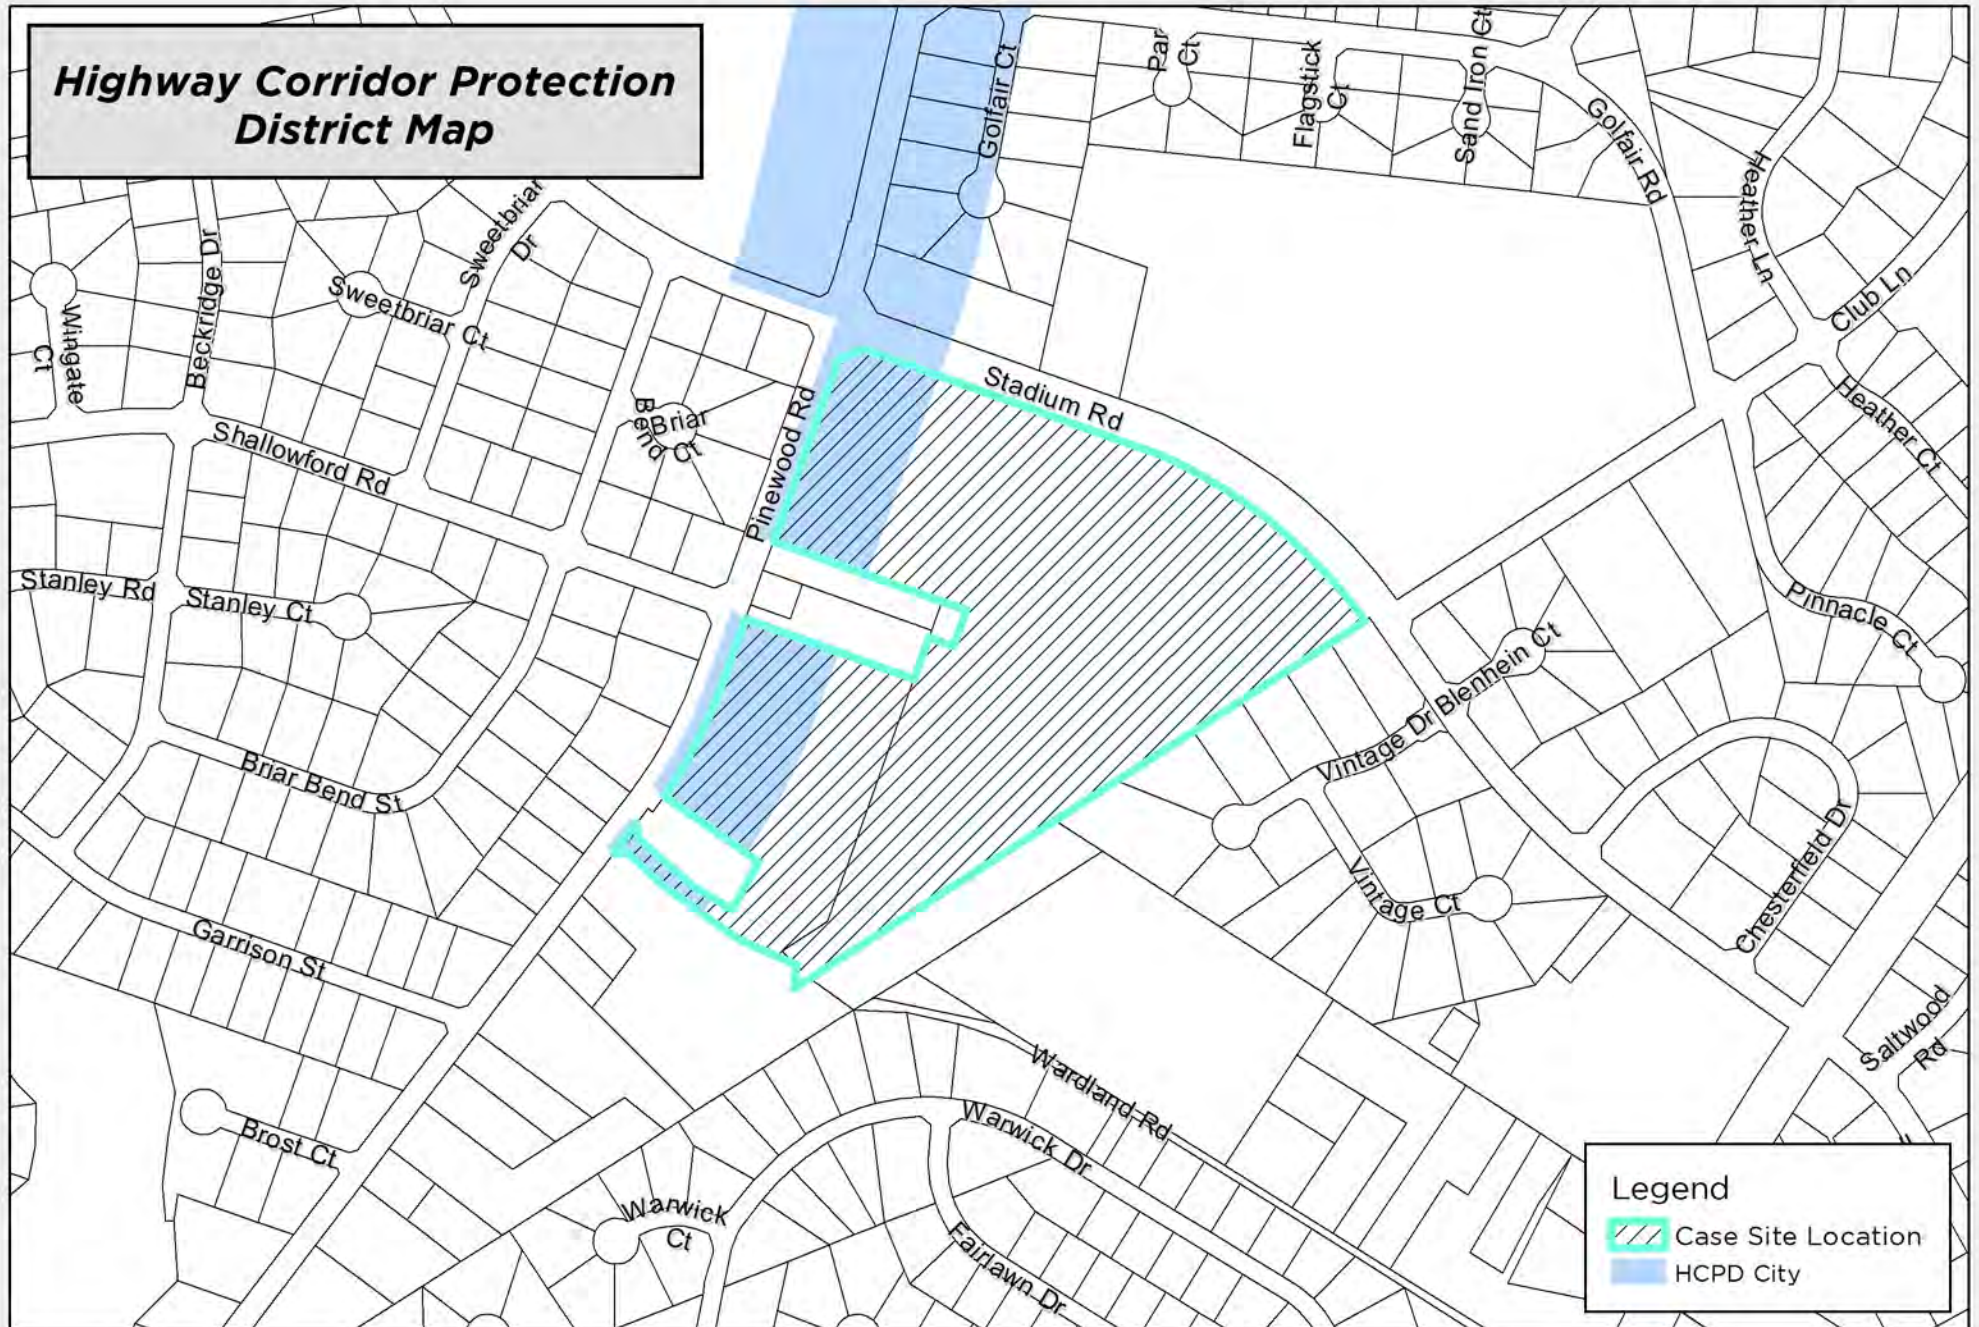 Highway Corridor Protection
District Map
Golfair Ct
Par
Ct
Flagstick
Ct
Sand Iron Ct
Golfair Rd
Heather Ln
Club Ln
Heather Ct
Sweetbriar
Dr
Beckridge Dr
Sweetbriar Ct
Wingate
Ct
Briar
Bend
Ct
Pinewood Rd
Stadium Rd
Shallowford Rd
Stanley Rd
Stanley Ct
Pinnacle Ct
Blenhein Ct
Vintage Dr
Briar Bend St
Vintage Ct
Chesterfield Dr
Garrison St
Saltwood
Rd
Wardland Rd
Warwick Dr
Brost Ct
Warwick
Ct
Fairlawn Dr
Legend
Case Site Location
HCPD City